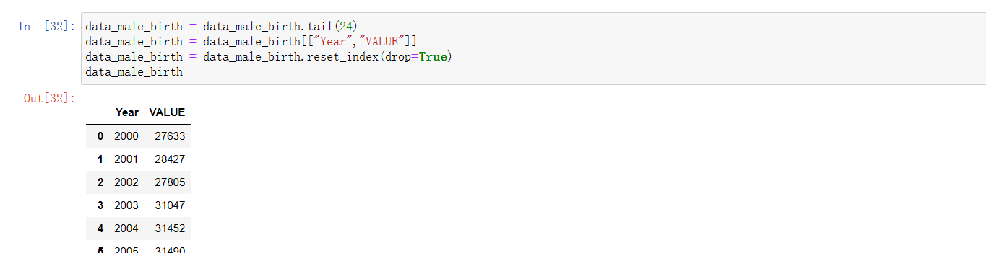 In [32]: data_male_birth = data_male_birth.tail(24)
data_male_birth = data_male_birth[["Year","VALUE"]]
data_male_birth = data_male_birth.reset_index(drop=True)
data_male_birth
Out[32]:
Year VALUE
0 2000 27633
1 2001 28427
2 2002 27805
3 2003 31047
4 2004 31452
5 2005 31490